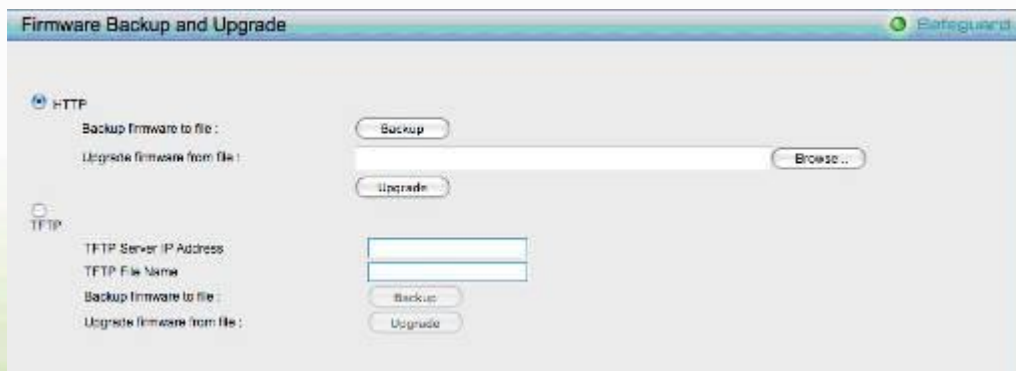 Firmware Backup and Upgrade Safeguard
HTTP
Backup firmware to file : Backup
Upgrade firmware from file : Browse...
Upgrade
TFTP
TFTP Server IP Address
TFTP File Name
Backup firmware to file : Backup
Upgrade firmware from file : Upgrade